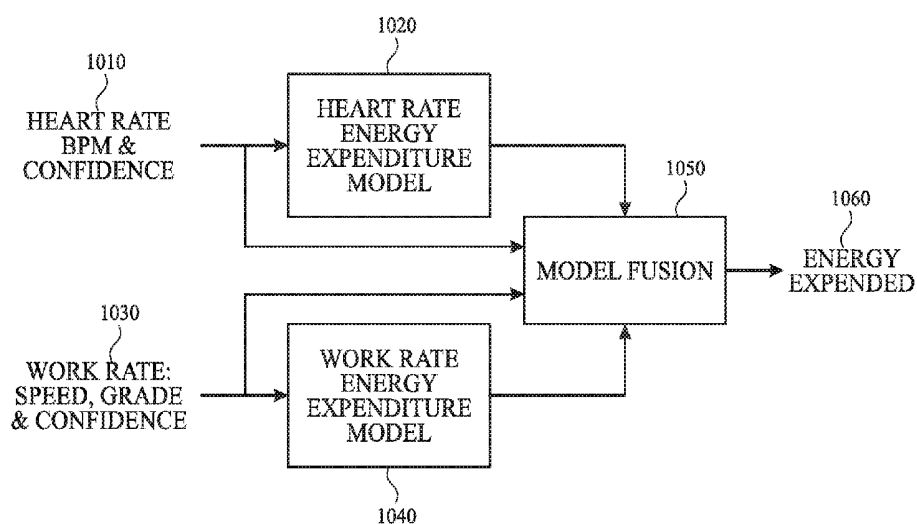 1010
HEART RATE
BPM &
CONFIDENCE
1020
HEART RATE
ENERGY
EXPENDITURE
MODEL
1050
MODEL FUSION
1060
ENERGY
EXPENDED
1030
WORK RATE:
SPEED, GRADE
& CONFIDENCE
WORK RATE
ENERGY
EXPENDITURE
MODEL
1040